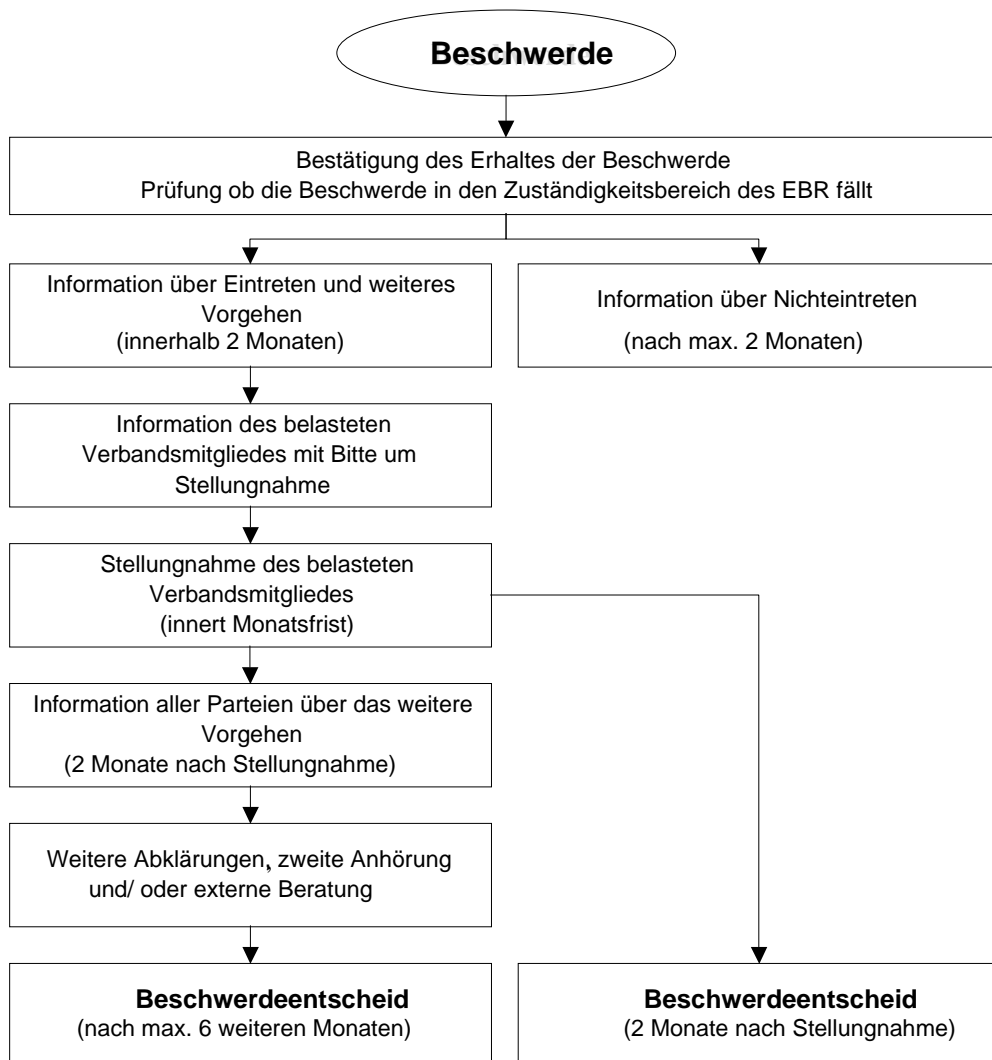 Beschwerde
Bestätigung des Erhaltes der Beschwerde
Prüfung ob die Beschwerde in den Zuständigkeitsbereich des EBR fällt
Information über Eintreten und weiteres
Vorgehen
(innerhalb 2 Monaten)
Information über Nichteintreten
(nach max. 2 Monaten)
Information des belasteten
Verbandsmitgliedes mit Bitte um
Stellungnahme
Stellungnahme des belasteten
Verbandsmitgliedes
(innert Monatsfrist)
Information aller Parteien über das weitere
Vorgehen
(2 Monate nach Stellungnahme)
Weitere Abklärungen, zweite Anhörung
und/ oder externe Beratung
Beschwerdeentscheid
(nach max. 6 weiteren Monaten)
Beschwerdeentscheid
(2 Monate nach Stellungnahme)